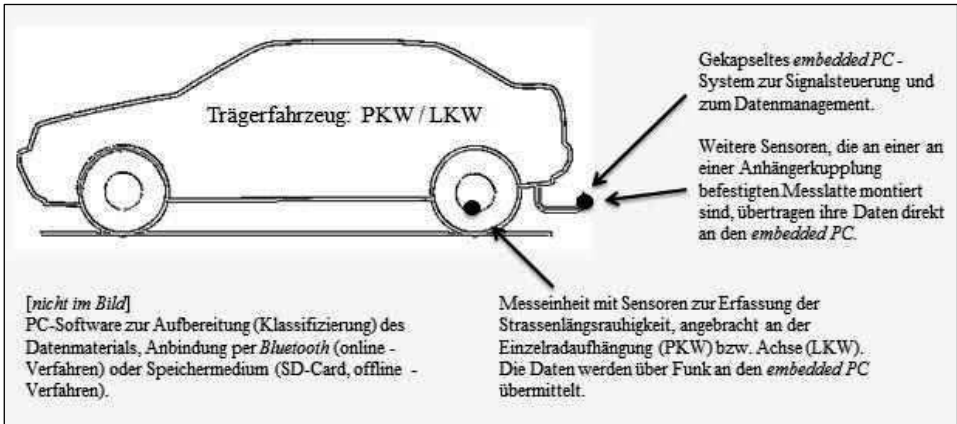 Trägerfahrzeug: PKW / LKW
Gekapseltes embedded PC -
System zur Signalsteuerung und
zum Datenmanagement.
Weitere Sensoren, die an einer an
einer Anhängerkupplung
befestigten Messlatte montiert
sind, übertragen ihre Daten direkt
an den embedded PC.
[nicht im Bild]
PC-Software zur Aufbereitung (Klassifizierung) des
Datenmaterials, Anbindung per Bluetooth (online -
Verfahren) oder Speichermedium (SD-Card, offline -
Verfahren).
Messeinheit mit Sensoren zur Erfassung der
Strassenlängsrauhigkeit, angebracht an der
Einzelradaufhängung (PKW) bzw. Achse (LKW).
Die Daten werden über Funk an den embedded PC
übermittelt.